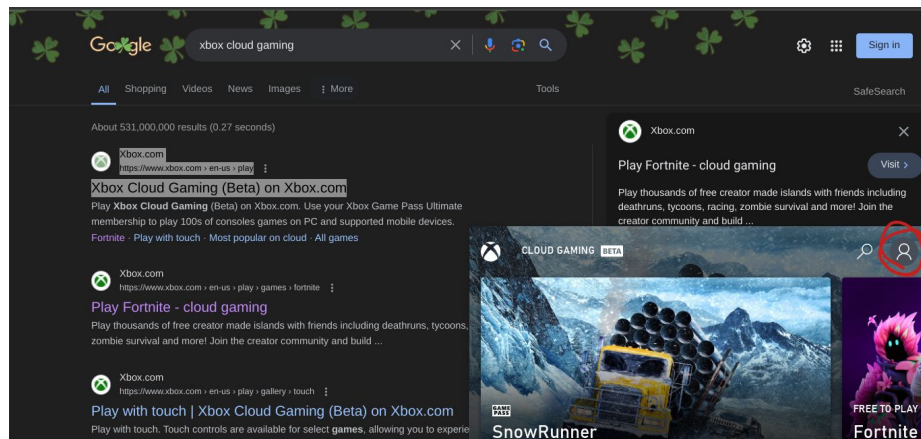 Google
xbox cloud gaming
Sign in
All Shopping Videos News Images More Tools
SafeSearch
About 531,000,000 results (0.27 seconds)
Xbox.com
https://www.xbox.com › en-us › play
Xbox Cloud Gaming (Beta) on Xbox.com
Play Xbox Cloud Gaming (Beta) on Xbox.com. Use your Xbox Game Pass Ultimate
membership to play 100s of consoles games on PC and supported mobile devices.
Fortnite · Play with touch · Most popular on cloud · All games
Xbox.com
https://www.xbox.com › en-us › play › games › fortnite
Play Fortnite - cloud gaming
Play thousands of free creator made islands with friends including deathruns, tycoons,
zombie survival and more! Join the creator community and build ...
Xbox.com
https://www.xbox.com › en-us › play › gallery › touch
Play with touch | Xbox Cloud Gaming (Beta) on Xbox.com
Play with touch. Touch controls are available for select games, allowing you to experie
Xbox.com
Play Fortnite - cloud gaming
Visit ›
Play thousands of free creator made islands with friends including
deathruns, tycoons, racing, zombie survival and more! Join the
creator community and build ...
CLOUD GAMING BETA
GAME
PASS
SnowRunner
FREE TO PLAY
Fortnite